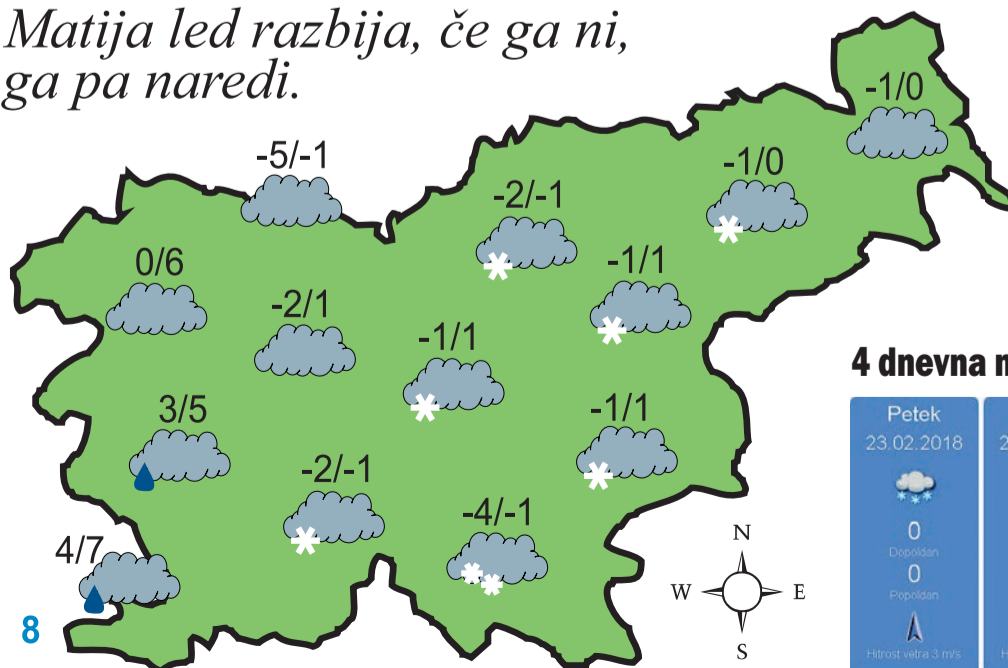 Matija led razbija, če ga ni,
ga pa naredi.
-1/0
-5/-1
-1/0
-2/-1
0/6
-1/1
-2/1
-1/1
4 dnevna
3/5
-1/1
Petek
23.02.2018
-2/-1
-4/-1
0
Dopoldan
0
Popoldan
Hitrost vetra 3 m/s
4/7
N
W
E
S
8